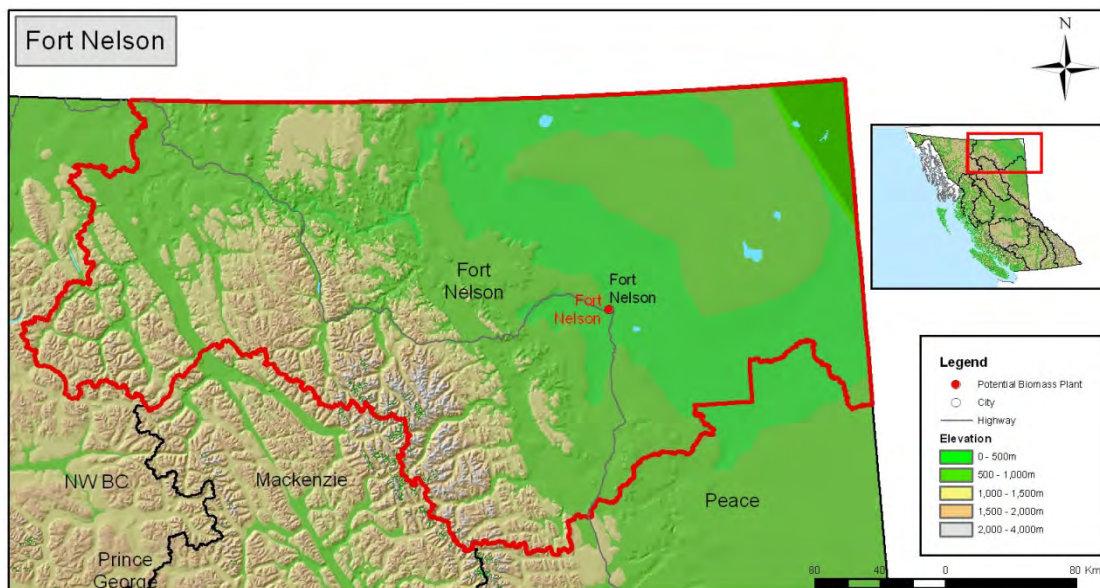 Fort Nelson
N
Fort
Nelson
Fort
Nelson
Fort
Nelson
NW BC
Mackenzie
Peace
Prince
George
Legend
Potential Biomass Plant
City
Highway
Elevation
0 - 500m
500 - 1,000m
1,000 - 1,500m
1,500 - 2,000m
2,000 - 4,000m
80 40 0 80 Km